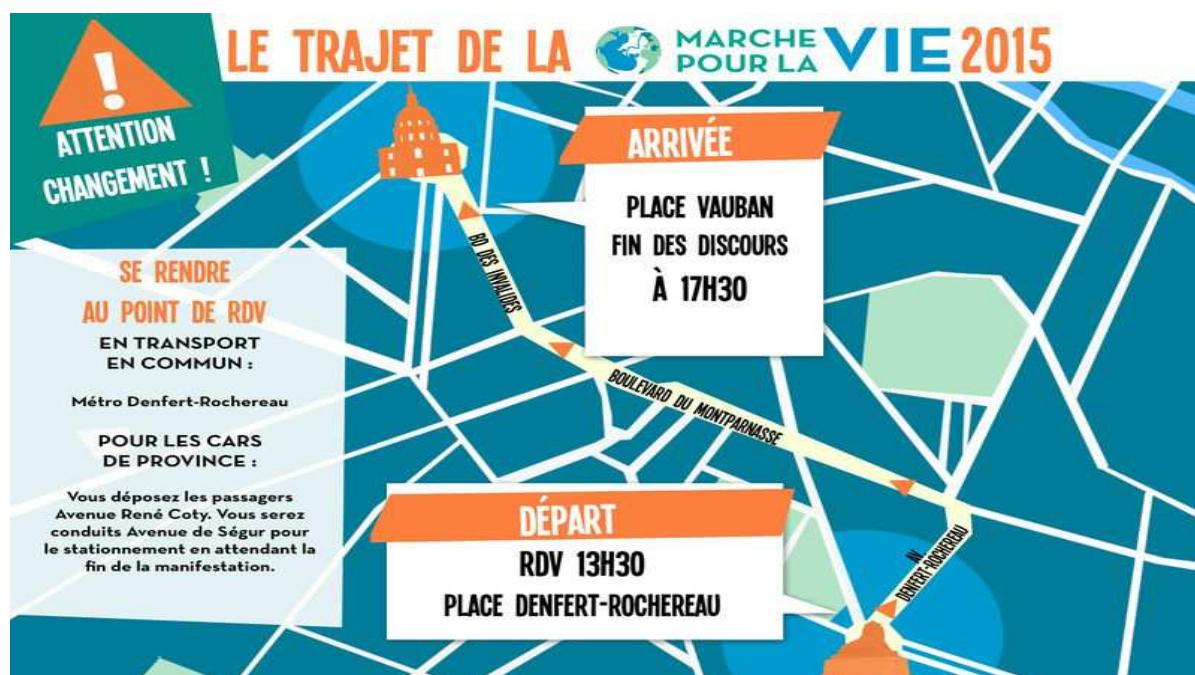 LE TRAJET DE LA MARCHE POUR LA VIE 2015
!
ATTENTION
CHANGEMENT !
SE RENDRE
AU POINT DE RDV
EN TRANSPORT
EN COMMUN :
Métro Denfert-Rochereau
POUR LES CARS
DE PROVINCE :
Vous déposez les passagers
Avenue René Coty. Vous serez
conduits Avenue de Ségur pour
le stationnement en attendant la
fin de la manifestation.
ARRIVÉE
PLACE VAUBAN
FIN DES DISCOURS
À 17H30
BD DES INVALIDES
BOULEVARD DU MONTPARNASSE
AV
DENFERT-ROCHEREAU
DÉPART
RDV 13H30
PLACE DENFERT-ROCHEREAU